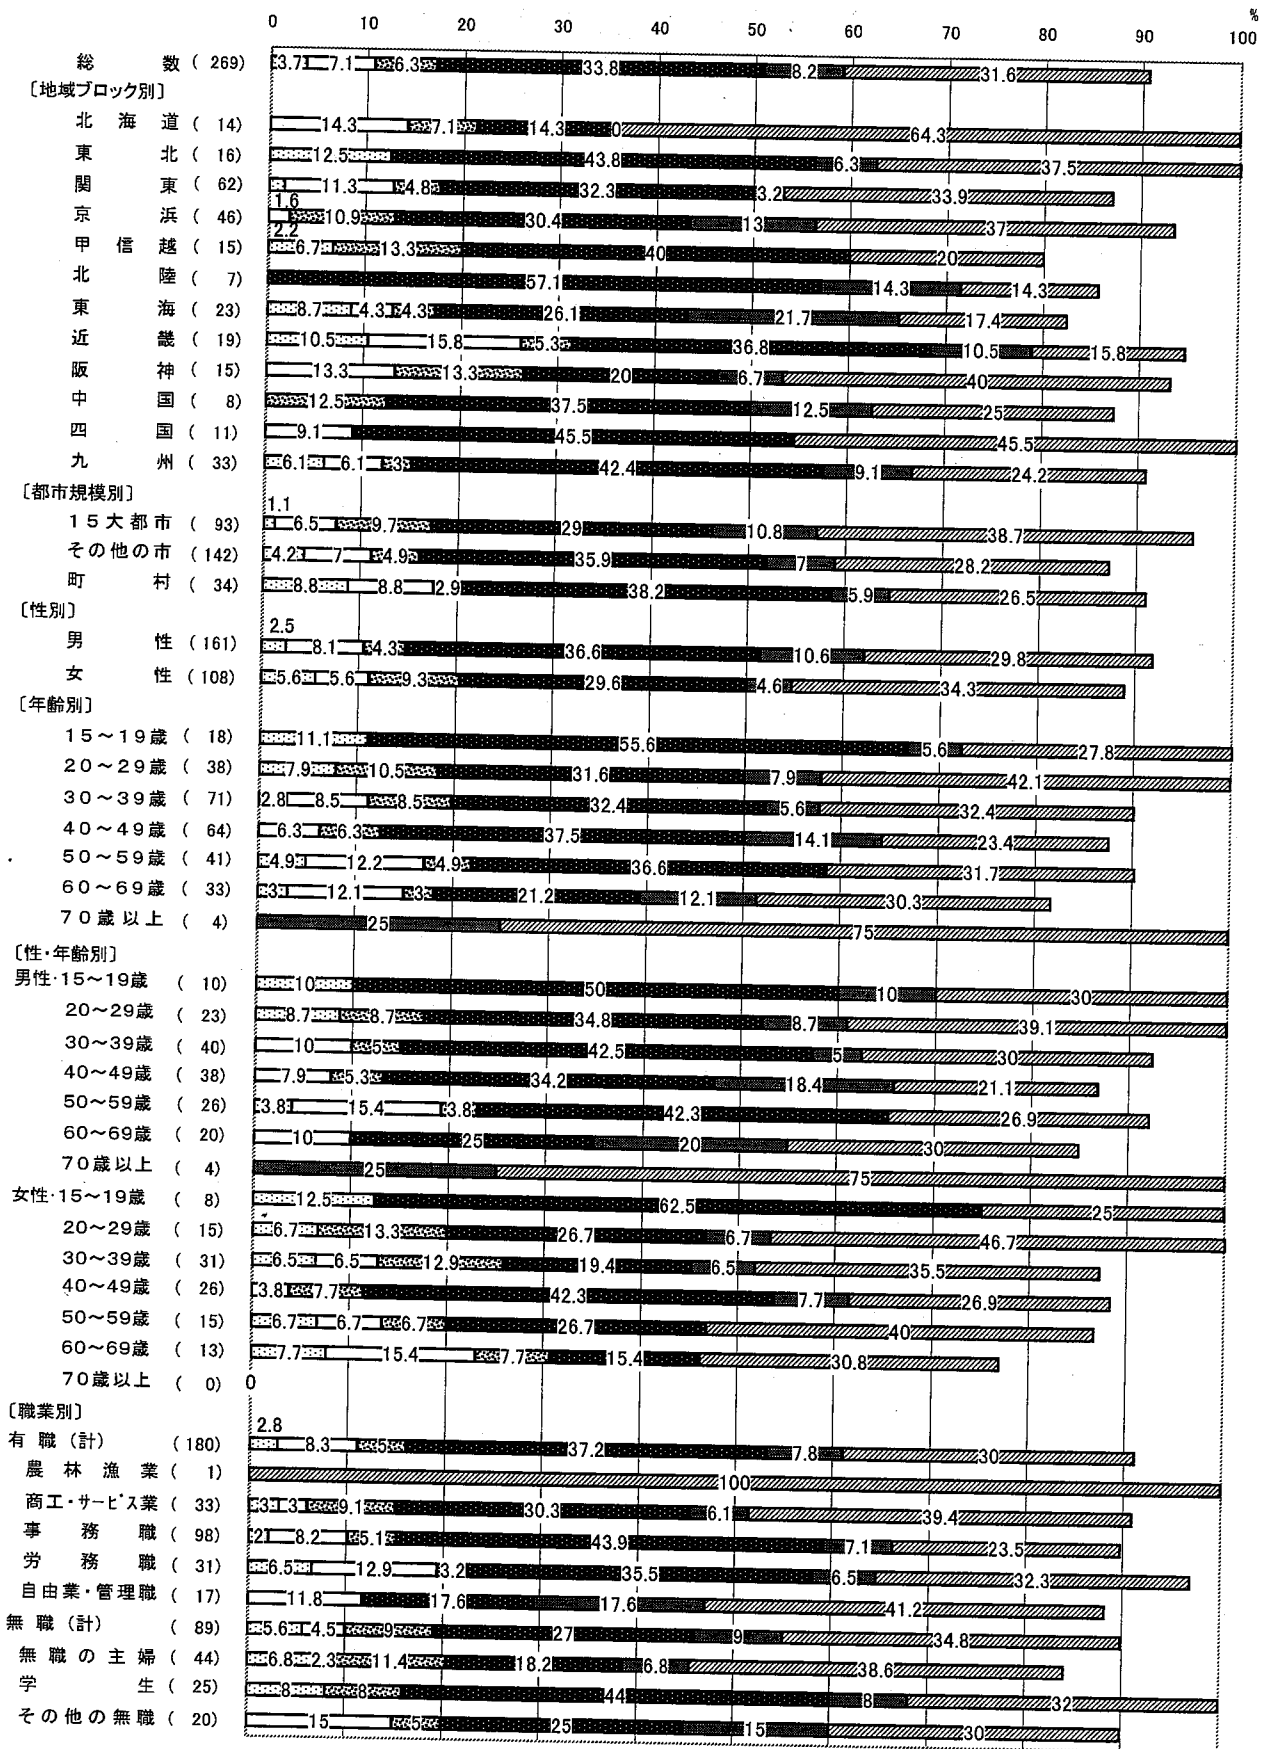 %
0 10 20 30 40 50 60 70 80 90 100
総数 ( 269) 3.7 7.1 6.3 33.8 8.2 31.6
〔地域ブロック別〕
北海道 ( 14) 14.3 7.1 14.3 0 64.3
東北 ( 16) 12.5 43.8 6.3 37.5
関東 ( 62) 11.3 4.8 32.3 3.2 33.9
1.6
京浜 ( 46) 10.9 30.4 13 37
2.2
甲信越 ( 15) 6.7 13.3 40 20
北陸 ( 7) 57.1 14.3 14.3
東海 ( 23) 8.7 4.3 4.3 26.1 21.7 17.4
近畿 ( 19) 10.5 15.8 5.3 36.8 10.5 15.8
阪神 ( 15) 13.3 13.3 20 6.7 40
中国 ( 8) 12.5 37.5 12.5 25
四国 ( 11) 9.1 45.5 45.5
九州 ( 33) 6.1 6.1 3 42.4 9.1 24.2
〔都市規模別〕
1.1
15大都市 ( 93) 6.5 9.7 29 10.8 38.7
その他の市 ( 142) 4.2 7 4.9 35.9 7 28.2
町村 ( 34) 8.8 8.8 2.9 38.2 5.9 26.5
〔性別〕
2.5
男性 ( 161) 8.1 4.3 36.6 10.6 29.8
女性 ( 108) 5.6 5.6 9.3 29.6 4.6 34.3
〔年齢別〕
15～19歳 ( 18) 11.1 55.6 5.6 27.8
20～29歳 ( 38) 7.9 10.5 31.6 7.9 42.1
30～39歳 ( 71) 2.8 8.5 8.5 32.4 5.6 32.4
40～49歳 ( 64) 6.3 6.3 37.5 14.1 23.4
50～59歳 ( 41) 4.9 12.2 4.9 36.6 31.7
60～69歳 ( 33) 3 12.1 3 21.2 12.1 30.3
70歳以上 ( 4) 25 75
〔性・年齢別〕
男性・15～19歳 ( 10) 10 50 10 30
20～29歳 ( 23) 8.7 8.7 34.8 8.7 39.1
30～39歳 ( 40) 10 5 42.5 5 30
40～49歳 ( 38) 7.9 5.3 34.2 18.4 21.1
50～59歳 ( 26) 3.8 15.4 3.8 42.3 26.9
60～69歳 ( 20) 10 25 20 30
70歳以上 ( 4) 25 75
女性・15～19歳 ( 8) 12.5 62.5 25
20～29歳 ( 15) 6.7 13.3 26.7 6.7 46.7
30～39歳 ( 31) 6.5 6.5 12.9 19.4 6.5 35.5
40～49歳 ( 26) 3.8 7.7 42.3 7.7 26.9
50～59歳 ( 15) 6.7 6.7 6.7 26.7 40
60～69歳 ( 13) 7.7 15.4 7.7 15.4 30.8
70歳以上 ( 0) 0
〔職業別〕
2.8
有職(計) ( 180) 8.3 5 37.2 7.8 30
農林漁業 ( 1) 100
商工・サービス業 ( 33) 3 3 9.1 30.3 6.1 39.4
事務職 ( 98) 2 8.2 5.1 43.9 7.1 23.5
労務職 ( 31) 6.5 12.9 3.2 35.5 6.5 32.3
自由業・管理職 ( 17) 11.8 17.6 17.6 41.2
無職(計) ( 89) 5.6 4.5 9 27 9 34.8
無職の主婦 ( 44) 6.8 2.3 11.4 18.2 6.8 38.6
学生 ( 25) 8 8 44 8 32
その他の無職 ( 20) 15 5 25 15 30